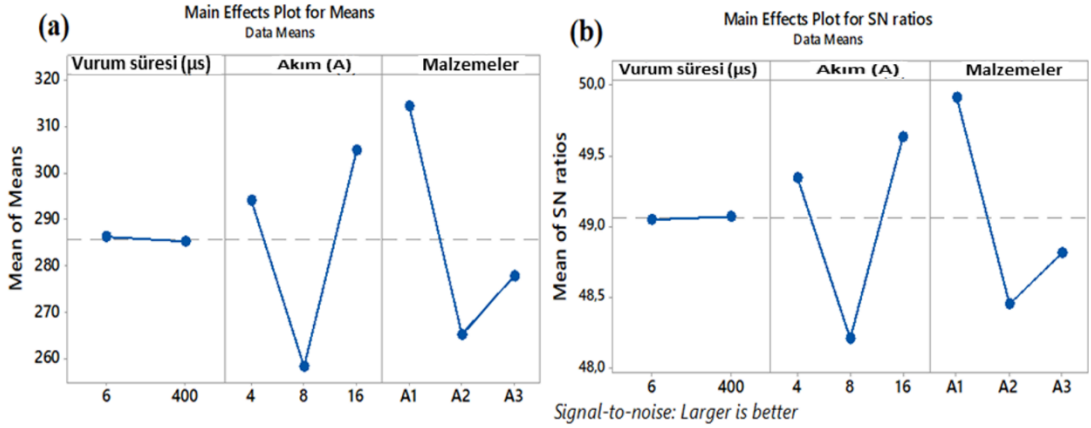 (a)
Main Effects Plot for Means
Data Means
Vurum süresi (µs) Akım (A) Malzemeler
Mean of Means
320
310
300
290
280
270
260
6 400 4 8 16 A1 A2 A3
(b)
Main Effects Plot for SN ratios
Data Means
Vurum süresi (µs) Akım (A) Malzemeler
Mean of SN ratios
50.0
49.5
49.0
48.5
48.0
6 400 4 8 16 A1 A2 A3
Signal-to-noise: Larger is better